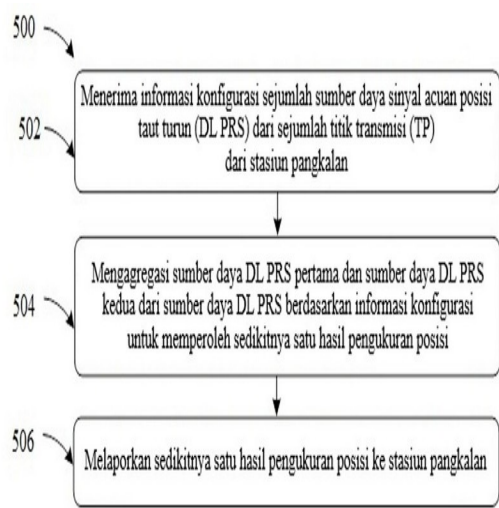 500
502
Menerima informasi konfigurasi sejumlah sumber daya sinyal acuan posisi
taut turun (DL PRS) dari sejumlah titik transmisi (TP)
dari stasiun pangkalan
504
Mengagregasi sumber daya DL PRS pertama dan sumber daya DL PRS
kedua dari sumber daya DL PRS berdasarkan informasi konfigurasi
untuk memperoleh sedikitnya satu hasil pengukuran posisi
506
Melaporkan sedikitnya satu hasil pengukuran posisi ke stasiun pangkalan